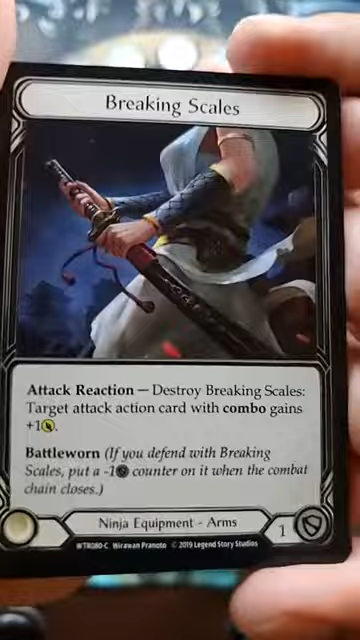 Breaking Scales
Attack Reaction — Destroy Breaking Scales:
Target attack action card with combo gains
+1.
Battleworn (If you defend with Breaking
Scales, put a -1 counter on it when the combat
chain closes.)
Ninja Equipment - Arms
1
WTR080-C Wirawan Pranoto © 2019 Legend Story Studios